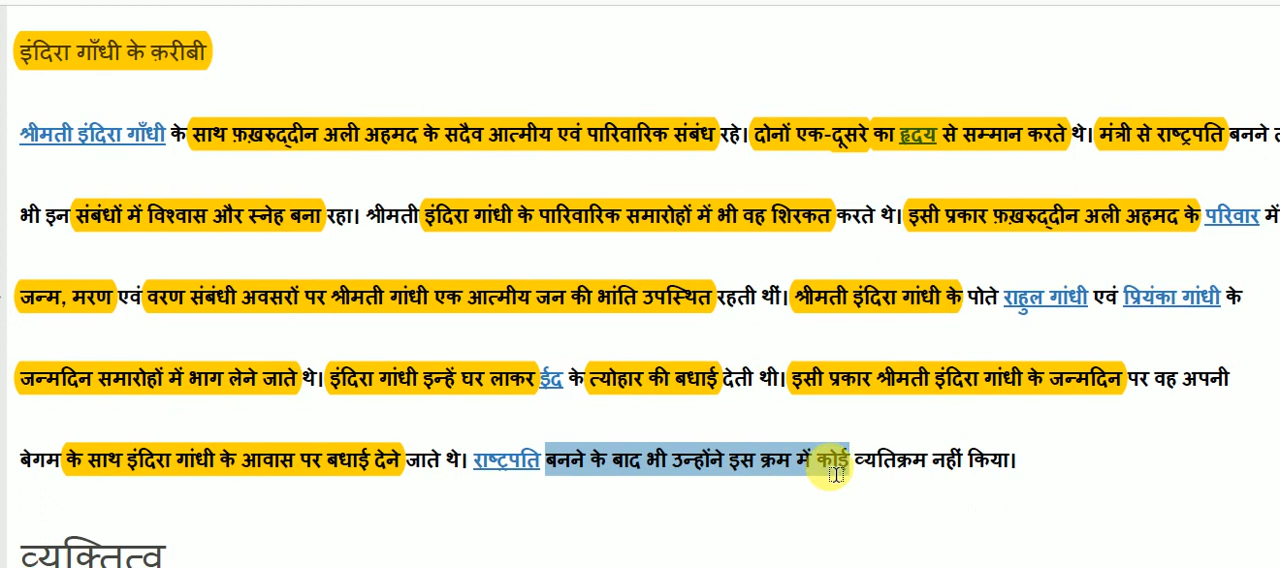 इंदिरा गाँधी के क़रीबी
श्रीमती इंदिरा गाँधी के साथ फ़ख़रुद्दीन अली अहमद के सदैव आत्मीय एवं पारिवारिक संबंध रहे। दोनों एक-दूसरे का हृदय से सम्मान करते थे। मंत्री से राष्ट्रपति बनने
भी इन संबंधों में विश्वास और स्नेह बना रहा। श्रीमती इंदिरा गांधी के पारिवारिक समारोहों में भी वह शिरकत करते थे। इसी प्रकार फ़ख़रुद्दीन अली अहमद के परिवार में
जन्म, मरण एवं वरण संबंधी अवसरों पर श्रीमती गांधी एक आत्मीय जन की भांति उपस्थित रहती थीं। श्रीमती इंदिरा गांधी के पोते राहुल गांधी एवं प्रियंका गांधी के
जन्मदिन समारोहों में भाग लेने जाते थे। इंदिरा गांधी इन्हें घर लाकर ईद के त्योहार की बधाई देती थी। इसी प्रकार श्रीमती इंदिरा गांधी के जन्मदिन पर वह अपनी
बेगम के साथ इंदिरा गांधी के आवास पर बधाई देने जाते थे। राष्ट्रपति बनने के बाद भी उन्होंने इस क्रम में कोई व्यतिक्रम नहीं किया।
व्यक्तित्व